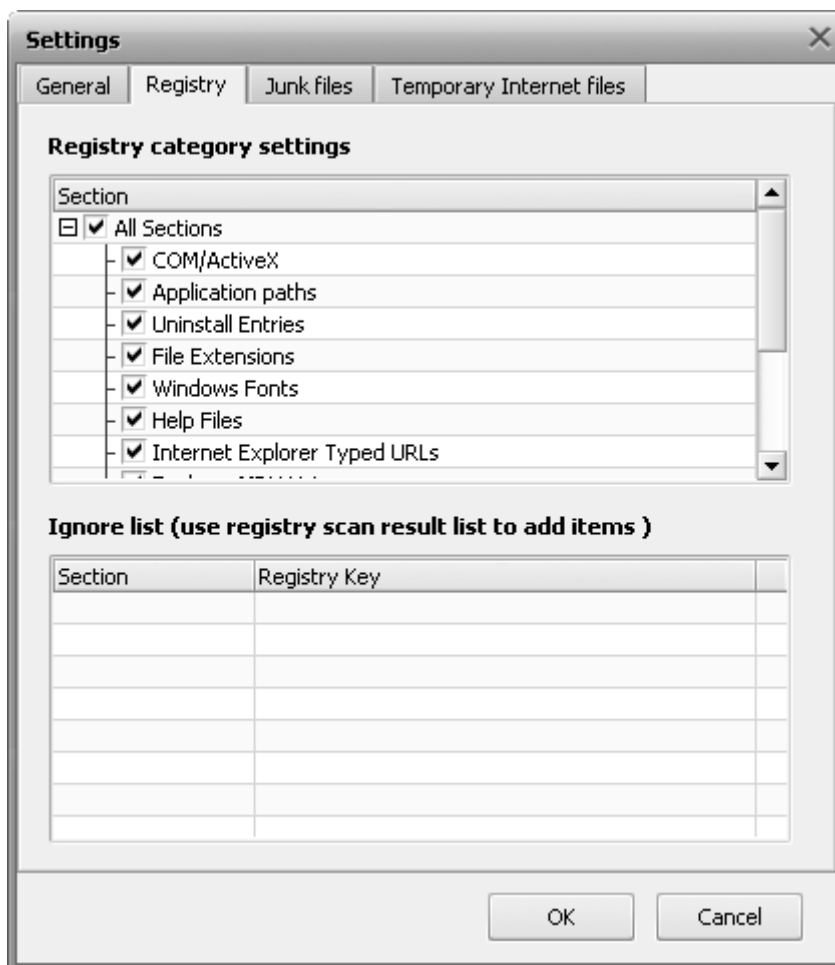 Settings
General Registry Junk files Temporary Internet files
Registry category settings
Section
All Sections
COM/ActiveX
Application paths
Uninstall Entries
File Extensions
Windows Fonts
Help Files
Internet Explorer Typed URLs
Ignore list (use registry scan result list to add items )
Section Registry Key
OK Cancel